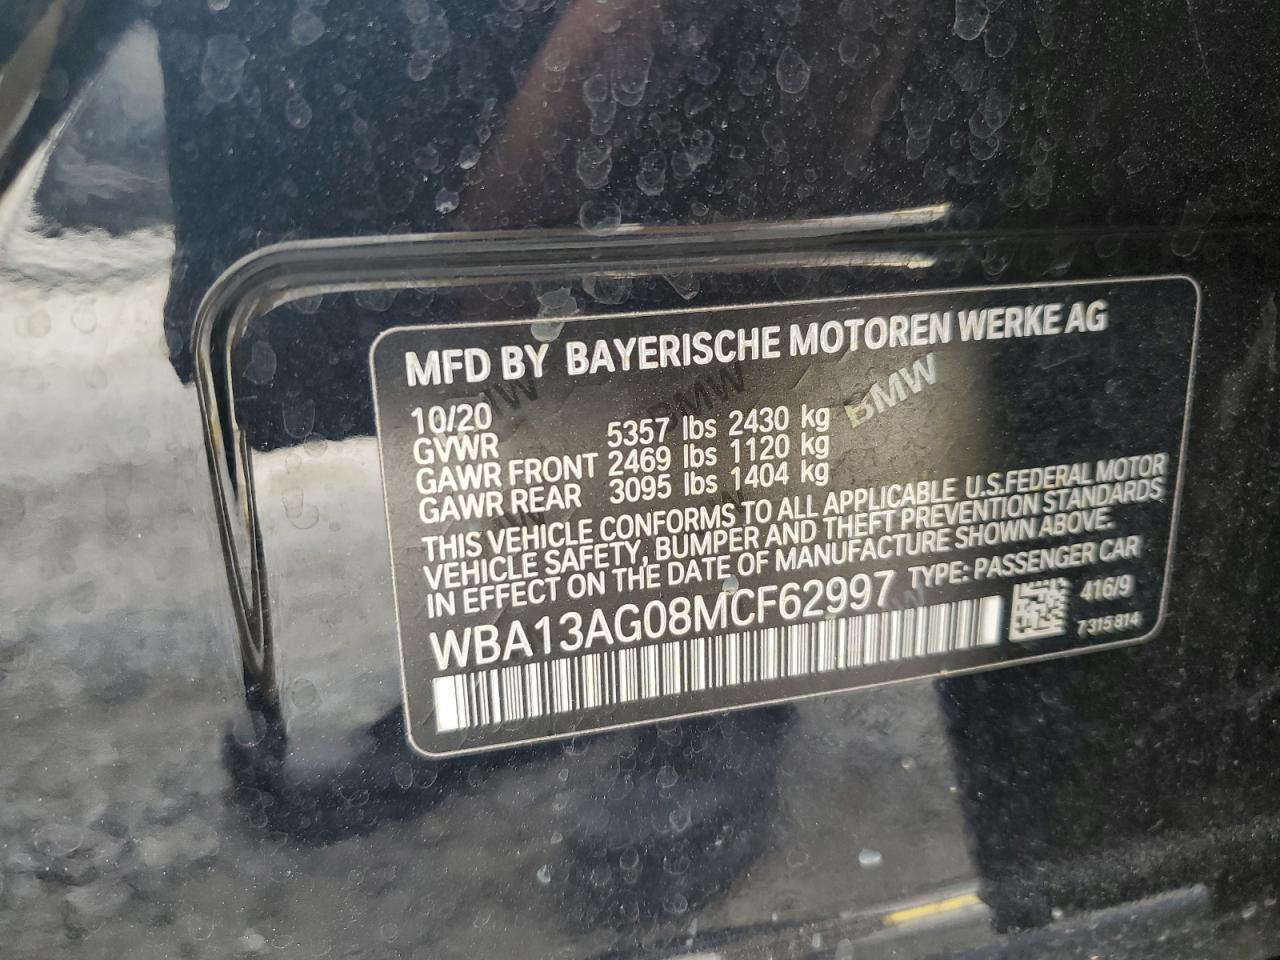 MFD BY BAYERISCHE MOTOREN WERKE AG
10/20
GVWR 5357 lbs 2430 kg
GAWR FRONT 2469 lbs 1120 kg
GAWR REAR 3095 lbs 1404 kg
THIS VEHICLE CONFORMS TO ALL APPLICABLE U.S.FEDERAL MOTOR
VEHICLE SAFETY, BUMPER AND THEFT PREVENTION STANDARDS
IN EFFECT ON THE DATE OF MANUFACTURE SHOWN ABOVE.
WBA13AG08MCF62997 TYPE: PASSENGER CAR
416/9
7315814
BMW
BMW